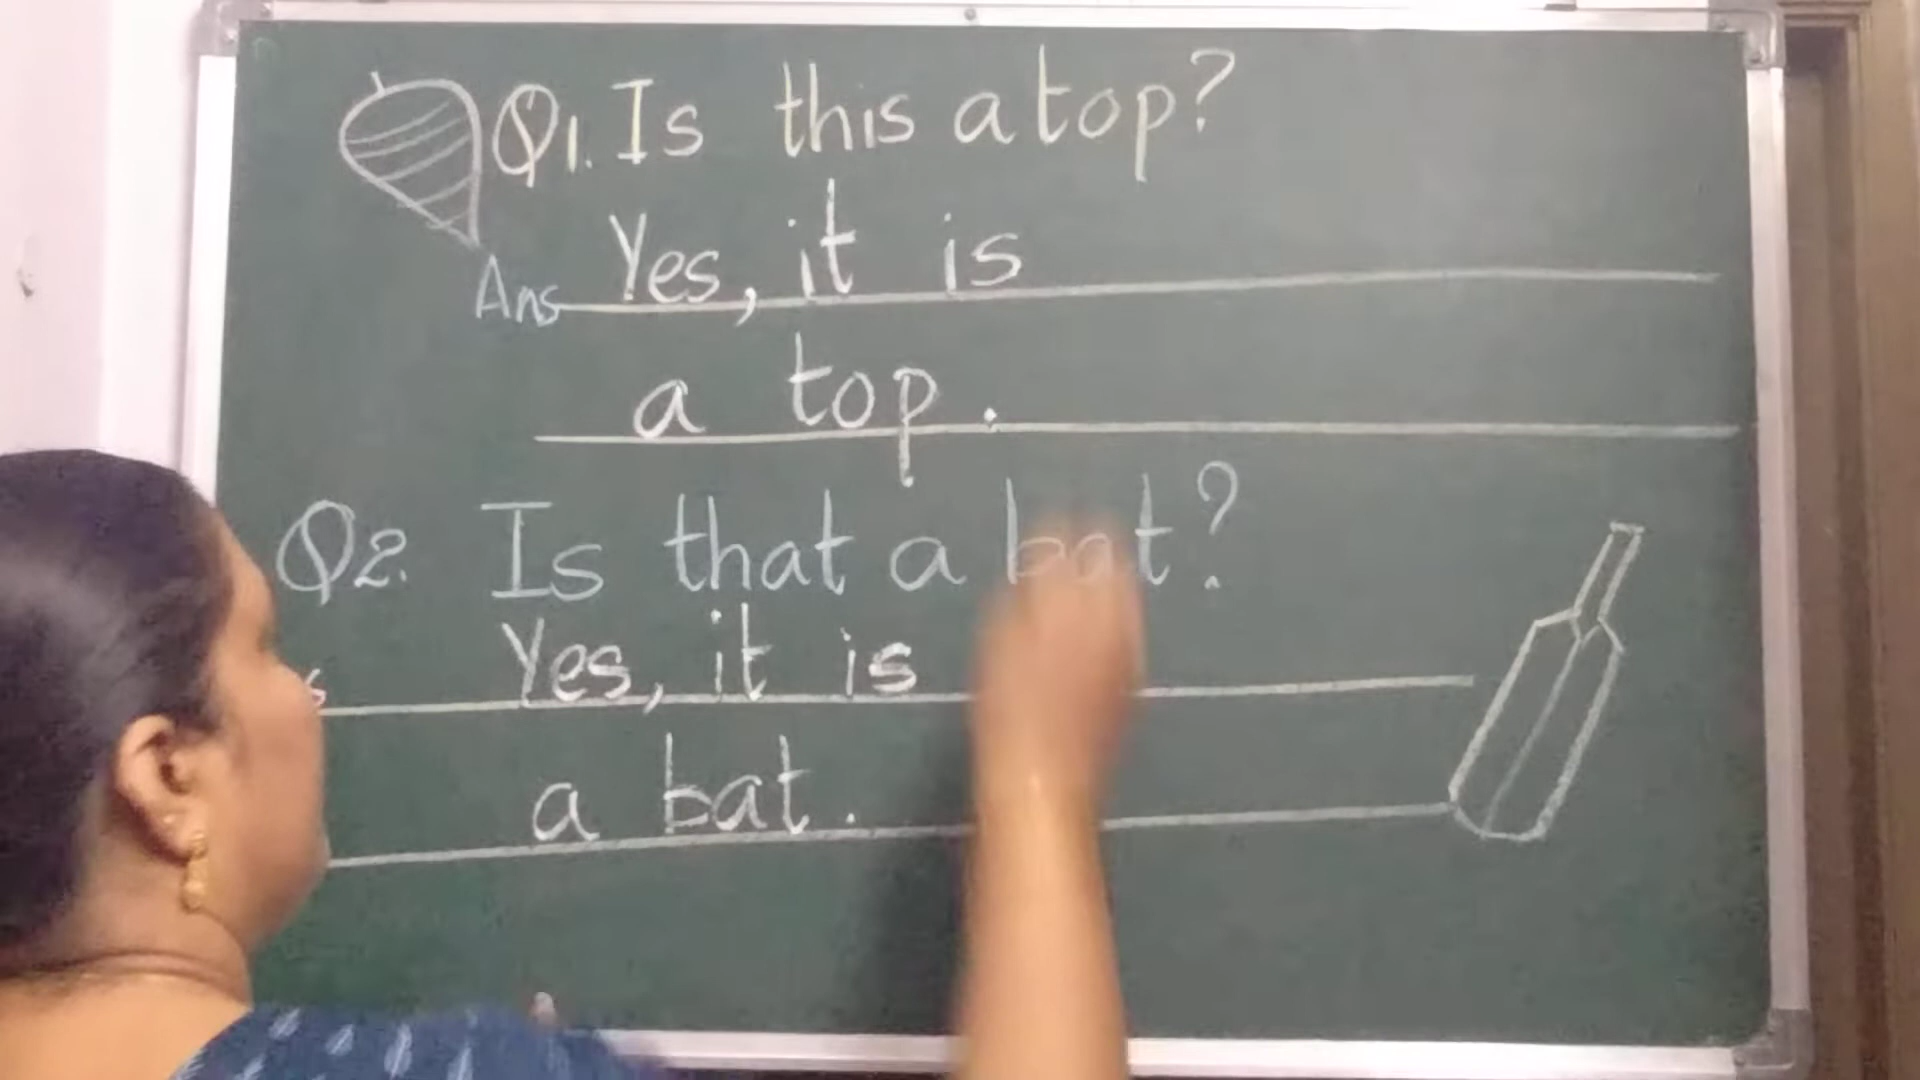 Q1. Is this a top?
Ans Yes, it is
a top.
Q2. Is that a bat?
Yes, it is
a bat.